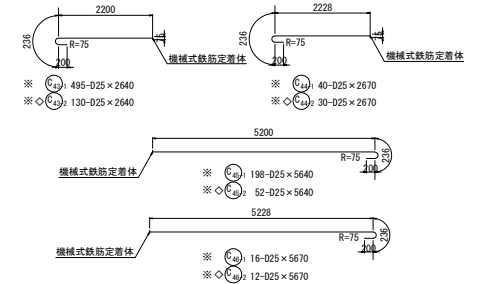 2200
236
R=75
200
機械式鉄筋定着体
※ C43-1 495-D25×2640
※◇ C43-2 130-D25×2640
2228
236
R=75
200
機械式鉄筋定着体
※ C44-1 40-D25×2670
※◇ C44-2 30-D25×2670
5200
236
R=75
200
機械式鉄筋定着体
※ C45-1 198-D25×5640
※◇ C45-2 52-D25×5640
5228
236
R=75
200
機械式鉄筋定着体
※ C46-1 16-D25×5670
※◇ C46-2 12-D25×5670